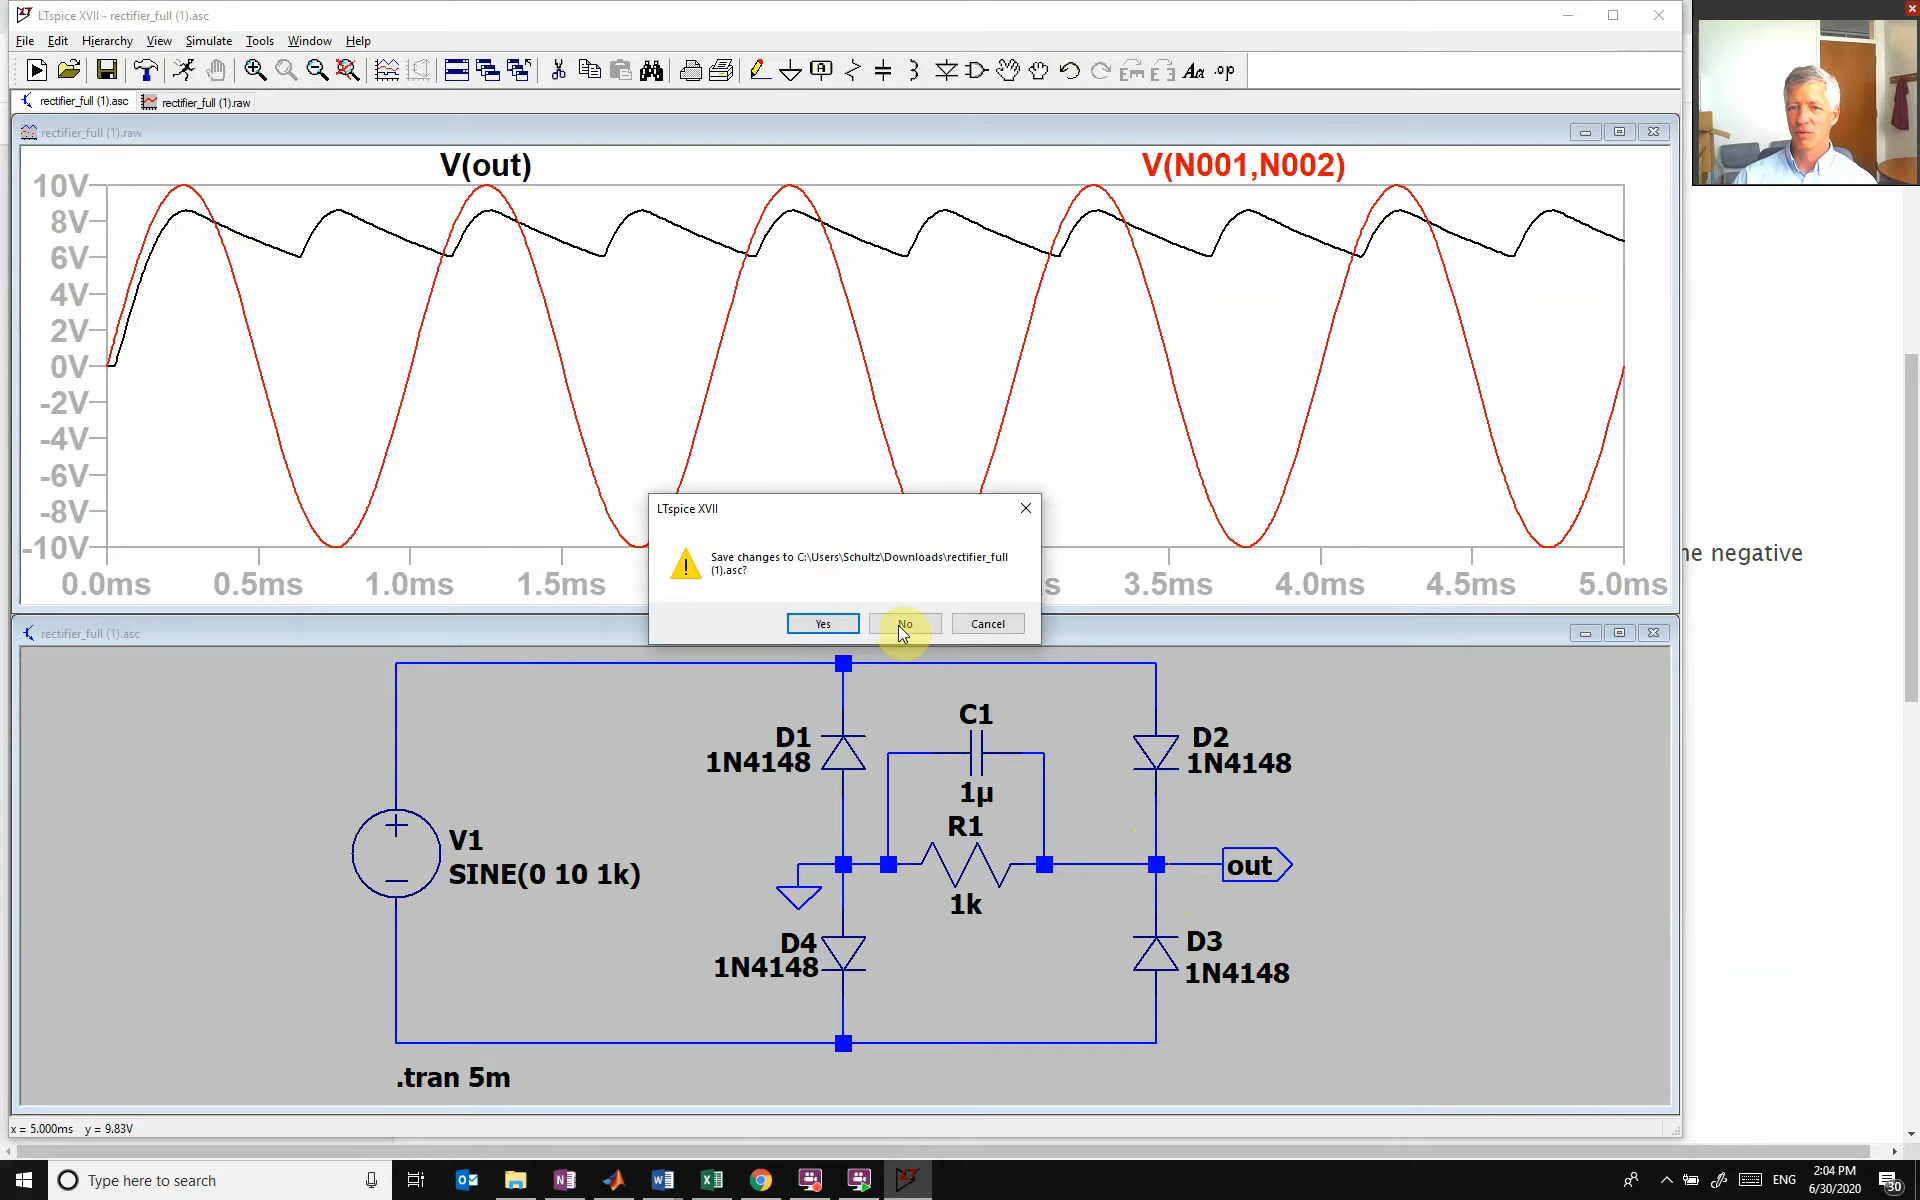 LTspice XVII - rectifier_full (1).asc
File Edit Hierarchy View Simulate Tools Window Help
Aa .op
rectifier_full (1).asc rectifier_full (1).raw
rectifier_full (1).raw
V(out) V(N001,N002)
10V
8V
6V
4V
2V
0V
-2V
-4V
-6V
-8V
-10V
0.0ms 0.5ms 1.0ms 1.5ms s 3.5ms 4.0ms 4.5ms 5.0ms
LTspice XVII
Save changes to C:\Users\Schultz\Downloads\rectifier_full
(1).asc?
Yes No Cancel
he negative
rectifier_full (1).asc
C1
1µ
D1
1N4148
D2
1N4148
R1
1k
V1
SINE(0 10 1k)
out
D4
1N4148
D3
1N4148
.tran 5m
x = 5.000ms y = 9.83V
Type here to search
ENG
2:04 PM
6/30/2020
30